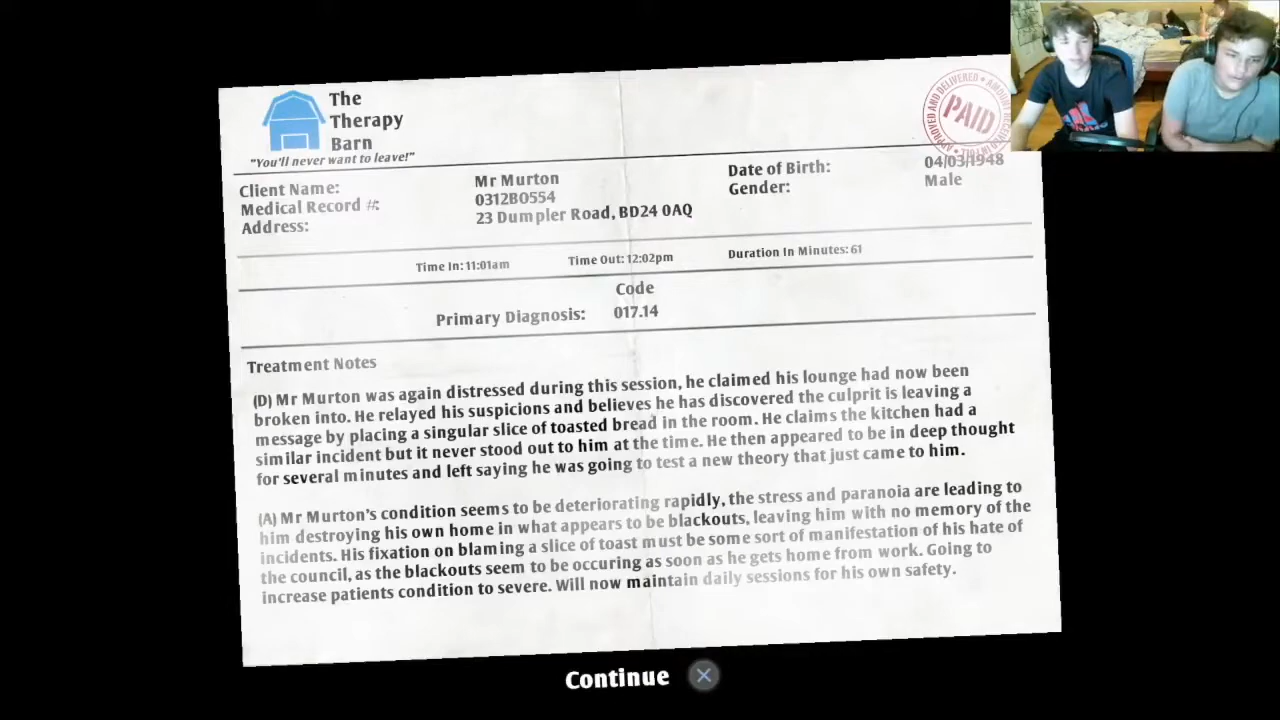 The
Therapy
Barn
"You'll never want to leave!"
APPROVED AND DELIVERED • AMOUNT
PAID
Client Name: Mr Murton Date of Birth: 04/03/1948
Medical Record #: 0312BO554 Gender: Male
Address: 23 Dumpler Road, BD24 0AQ
Time In: 11:01am Time Out: 12:02pm Duration In Minutes: 61
Code
Primary Diagnosis: 017.14
Treatment Notes
(D) Mr Murton was again distressed during this session, he claimed his lounge had now been
broken into. He relayed his suspicions and believes he has discovered the culprit is leaving a
message by placing a singular slice of toasted bread in the room. He claims the kitchen had a
similar incident but it never stood out to him at the time. He then appeared to be in deep thought
for several minutes and left saying he was going to test a new theory that just came to him.
(A) Mr Murton's condition seems to be deteriorating rapidly, the stress and paranoia are leading to
him destroying his own home in what appears to be blackouts, leaving him with no memory of the
incidents. His fixation on blaming a slice of toast must be some sort of manifestation of his hate of
the council, as the blackouts seem to be occuring as soon as he gets home from work. Going to
increase patients condition to severe. Will now maintain daily sessions for his own safety.
Continue